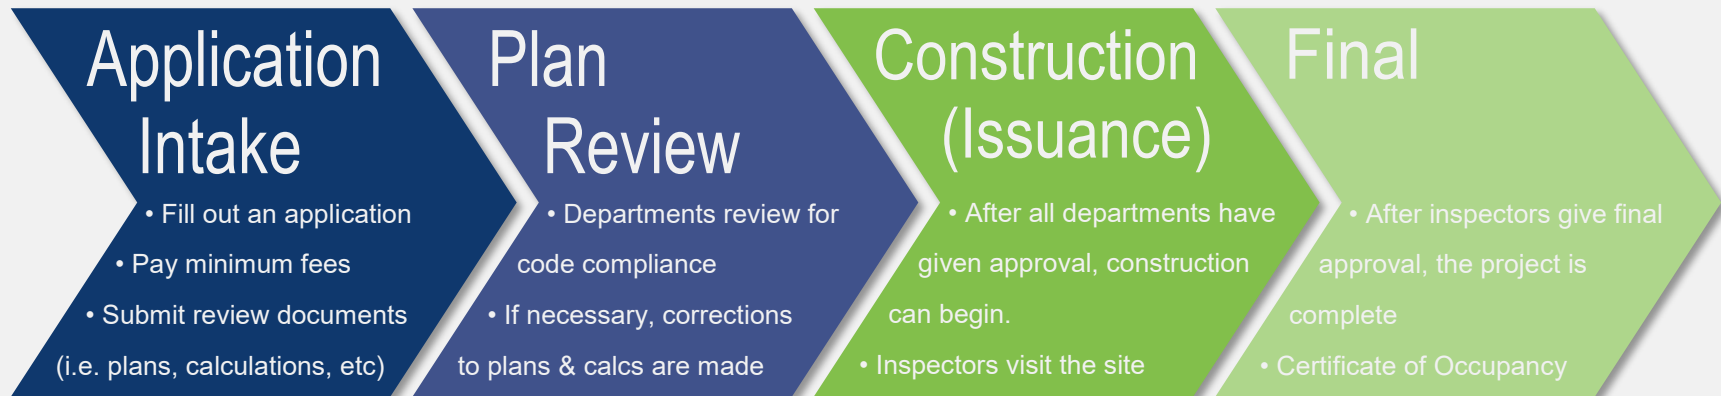 Application
Intake
• Fill out an application
• Pay minimum fees
• Submit review documents
(i.e. plans, calculations, etc)
Plan
Review
• Departments review for
code compliance
• If necessary, corrections
to plans & calcs are made
Construction
(Issuance)
• After all departments have
given approval, construction
can begin.
• Inspectors visit the site
Final
• After inspectors give final
approval, the project is
complete
• Certificate of Occupancy